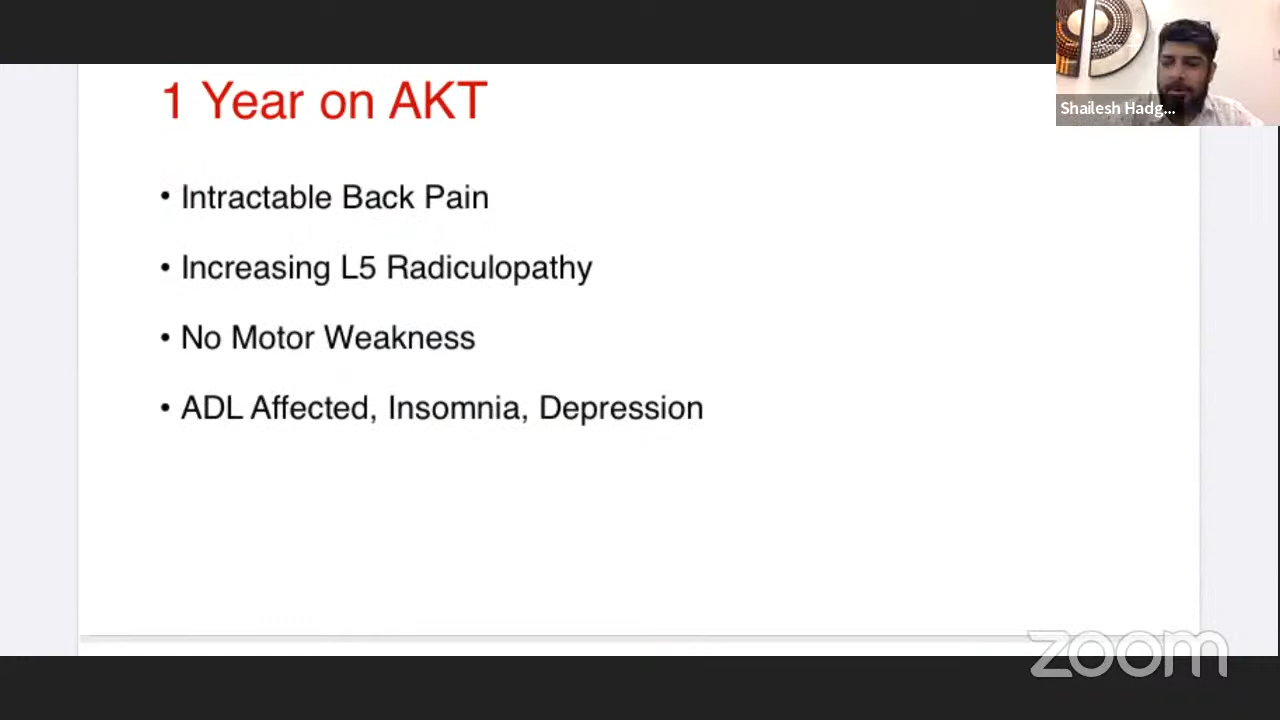 1 Year on AKT
Shailesh Hadg...
• Intractable Back Pain
• Increasing L5 Radiculopathy
• No Motor Weakness
• ADL Affected, Insomnia, Depression
zoom